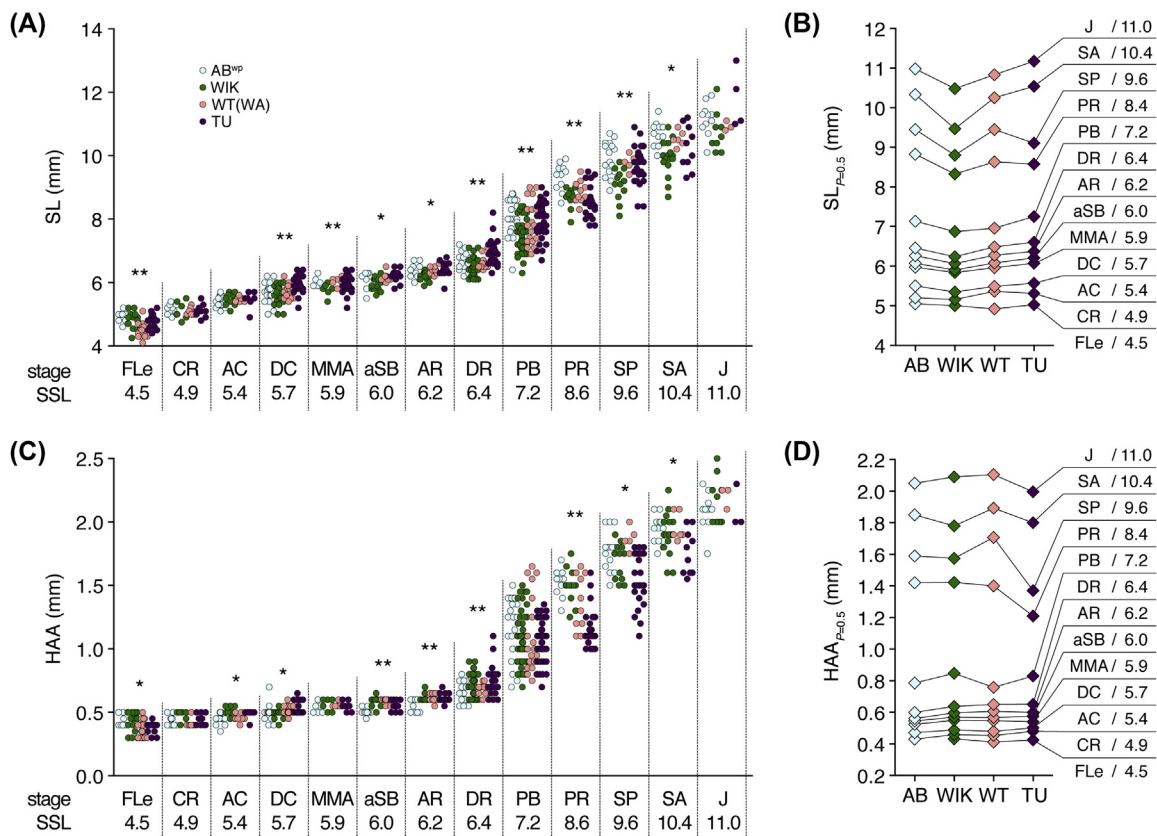 (A)
SL (mm)
14
12
10
8
6
4
ABwp
WIK
WT(WA)
TU
**
**
**
*
*
**
**
**
**
*
stage FLe CR AC DC MMA aSB AR DR PB PR SP SA J
SSL 4.5 4.9 5.4 5.7 5.9 6.0 6.2 6.4 7.2 8.6 9.6 10.4 11.0
(B)
SLP=0.5 (mm)
12
11
10
9
8
7
6
5
4
AB WIK WT TU
J / 11.0
SA / 10.4
SP / 9.6
PR / 8.4
PB / 7.2
DR / 6.4
AR / 6.2
aSB / 6.0
MMA / 5.9
DC / 5.7
AC / 5.4
CR / 4.9
FLe / 4.5
(C)
HAA (mm)
2.5
2.0
1.5
1.0
0.5
0.0
*
*
*
**
**
**
**
*
*
stage FLe CR AC DC MMA aSB AR DR PB PR SP SA J
SSL 4.5 4.9 5.4 5.7 5.9 6.0 6.2 6.4 7.2 8.6 9.6 10.4 11.0
(D)
HAAP=0.5 (mm)
2.2
2.0
1.8
1.6
1.4
1.2
1.0
0.8
0.6
0.4
0.2
AB WIK WT TU
J / 11.0
SA / 10.4
SP / 9.6
PR / 8.4
PB / 7.2
DR / 6.4
AR / 6.2
aSB / 6.0
MMA / 5.9
DC / 5.7
AC / 5.4
CR / 4.9
FLe / 4.5